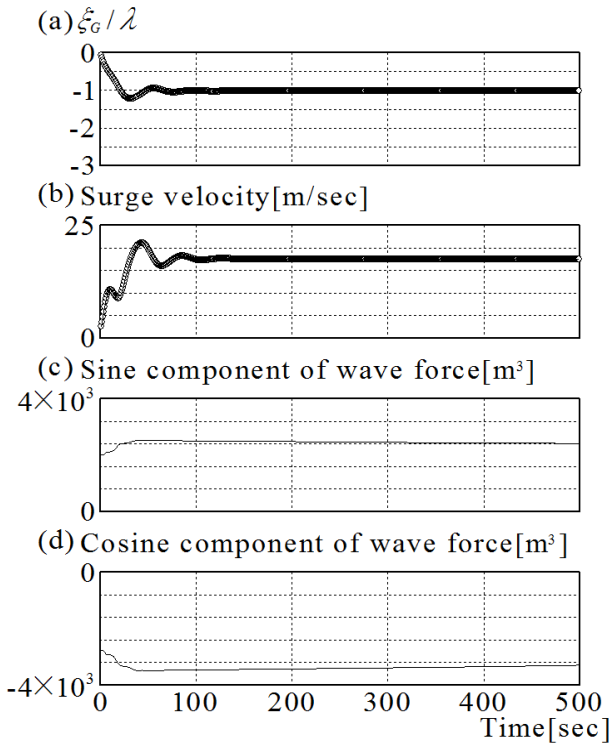 (a) ξG / λ
0
-1
-2
-3
(b) Surge velocity[m/sec]
25
0
(c) Sine component of wave force[m³]
4×10³
0
(d) Cosine component of wave force[m³]
0
-4×10³
0 100 200 300 400 500
Time[sec]